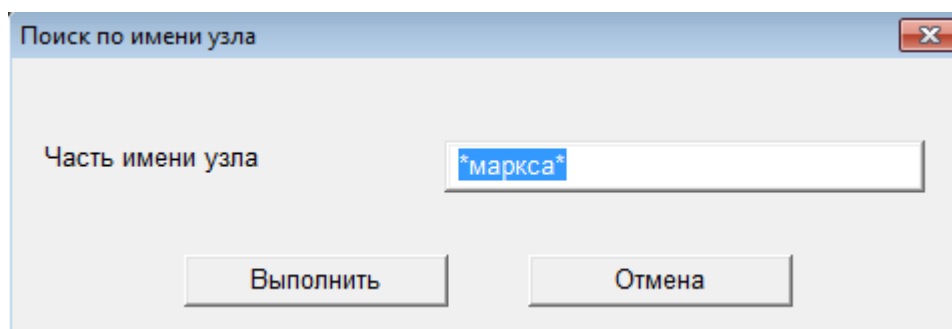 Поиск по имени узла
Часть имени узла *маркса*
Выполнить Отмена